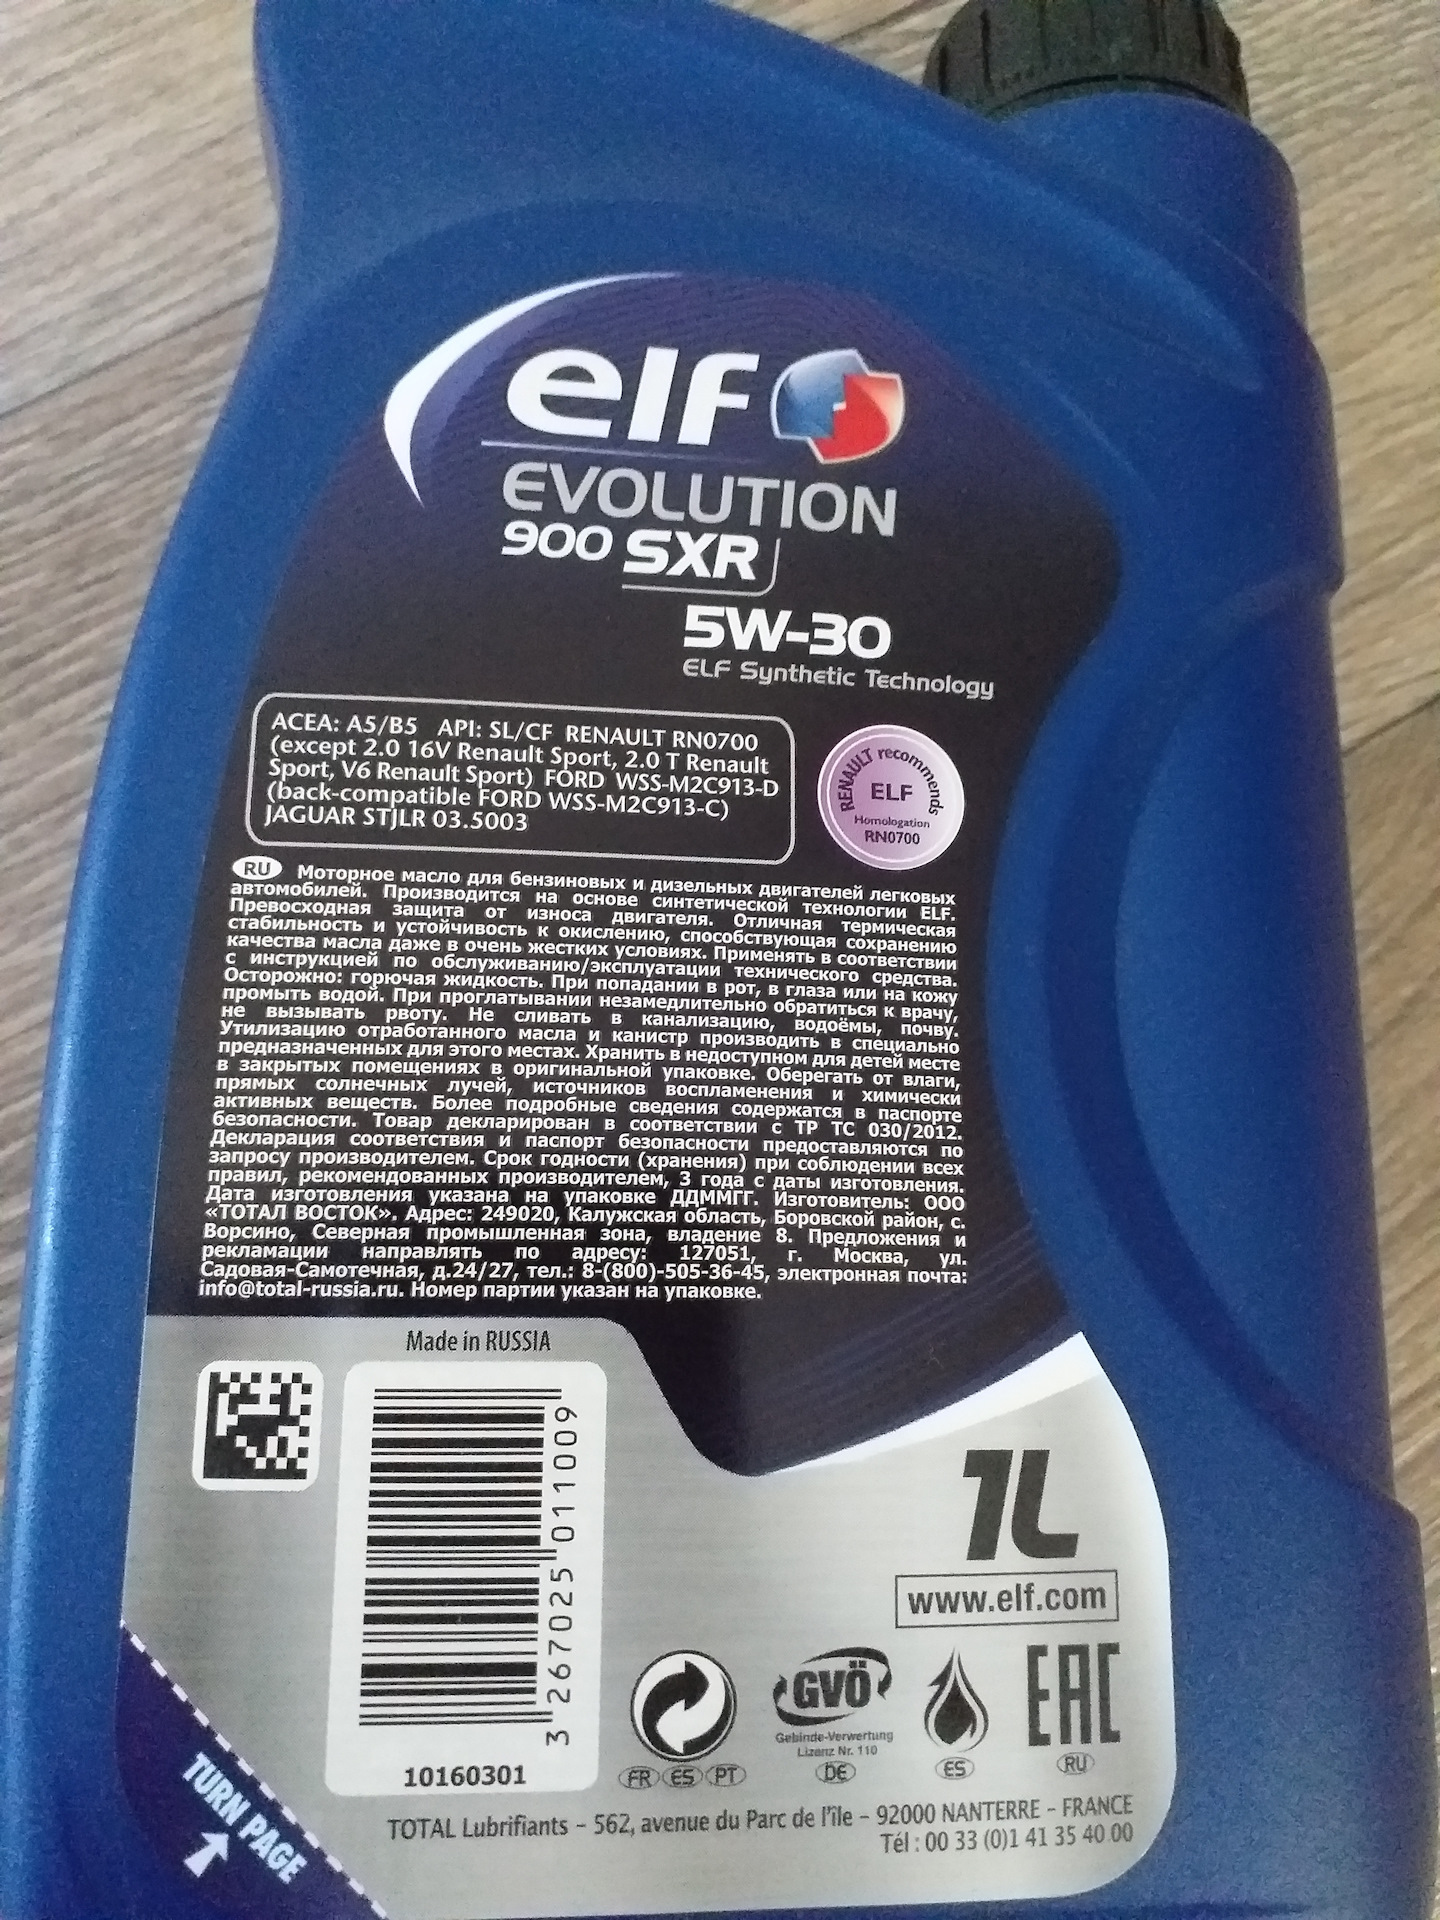 elf
EVOLUTION
900 SXR
5W-30
ELF Synthetic Technology
ACEA: A5/B5 API: SL/CF RENAULT RN0700
(except 2.0 16V Renault Sport, 2.0 T Renault
Sport, V6 Renault Sport) FORD WSS-M2C913-D
(back-compatible FORD WSS-M2C913-C)
JAGUAR STJLR 03.5003
RENAULT recommends
ELF
Homologation
RN0700
RU Моторное масло для бензиновых и дизельных двигателей легковых
автомобилей. Производится на основе синтетической технологии ELF.
Превосходная защита от износа двигателя. Отличная термическая
стабильность и устойчивость к окислению, способствующая сохранению
качества масла даже в очень жестких условиях. Применять в соответствии
с инструкцией по обслуживанию/эксплуатации технического средства.
Осторожно: горючая жидкость. При попадании в рот, в глаза или на кожу
промыть водой. При проглатывании незамедлительно обратиться к врачу,
не вызывать рвоту. Не сливать в канализацию, водоёмы, почву.
Утилизацию отработанного масла и канистр производить в специально
предназначенных для этого местах. Хранить в недоступном для детей месте
в закрытых помещениях в оригинальной упаковке. Оберегать от влаги,
прямых солнечных лучей, источников воспламенения и химически
активных веществ. Более подробные сведения содержатся в паспорте
безопасности. Товар декларирован в соответствии с ТР ТС 030/2012.
Декларация соответствия и паспорт безопасности предоставляются по
запросу производителем. Срок годности (хранения) при соблюдении всех
правил, рекомендованных производителем, 3 года с даты изготовления.
Дата изготовления указана на упаковке ДДММГГ. Изготовитель: ООО
«ТОТАЛ ВОСТОК». Адрес: 249020, Калужская область, Боровской район, с.
Ворсино, Северная промышленная зона, владение 8. Предложения и
рекламации направлять по адресу: 127051, г. Москва, ул.
Садовая-Самотечная, д.24/27, тел.: 8-(800)-505-36-45, электронная почта:
info@total-russia.ru. Номер партии указан на упаковке.
Made in RUSSIA
3 267025 011009
10160301
1L
www.elf.com
GVÖ
Gebinde-Verwertung
Lizenz Nr. 110
EAC
FR ES PT
DE
ES
RU
TURN PAGE
TOTAL Lubrifiants - 562, avenue du Parc de l'île - 92000 NANTERRE - FRANCE
Tél : 00 33 (0)1 41 35 40 00